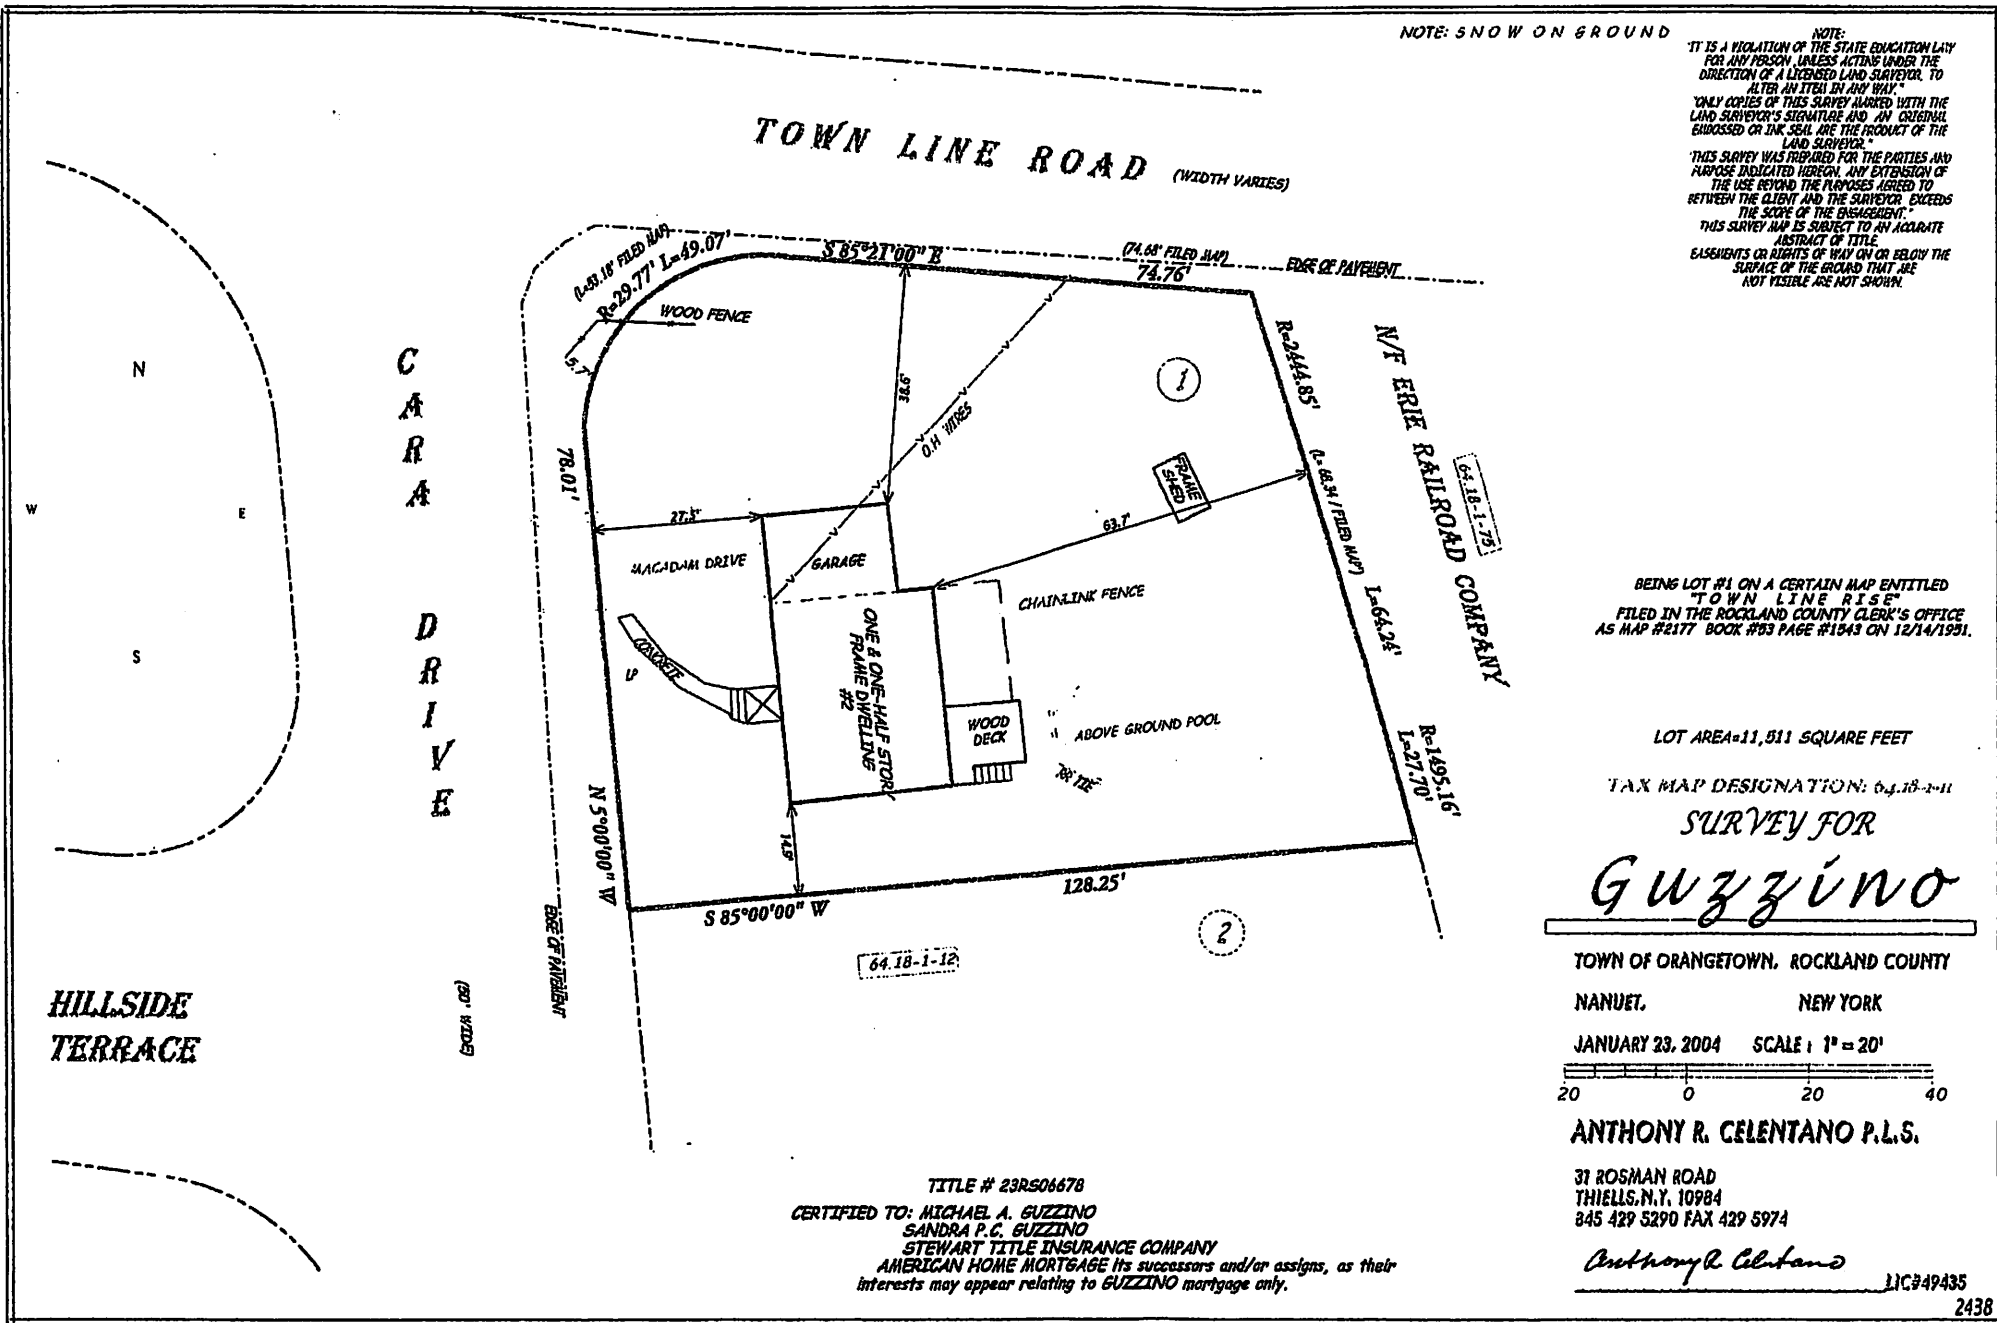 NOTE: SNOW ON GROUND
NOTE:
"IT IS A VIOLATION OF THE STATE EDUCATION LAW
FOR ANY PERSON, UNLESS ACTING UNDER THE
DIRECTION OF A LICENSED LAND SURVEYOR, TO
ALTER AN ITEM IN ANY WAY."
"ONLY COPIES OF THIS SURVEY MARKED WITH THE
LAND SURVEYOR'S SIGNATURE AND AN ORIGINAL
EMBOSSED OR INK SEAL ARE THE PRODUCT OF THE
LAND SURVEYOR."
"THIS SURVEY WAS PREPARED FOR THE PARTIES AND
PURPOSE INDICATED HEREON. ANY EXTENSION OF
THE USE BEYOND THE PURPOSES AGREED TO
BETWEEN THE CLIENT AND THE SURVEYOR EXCEEDS
THE SCOPE OF THE ENGAGEMENT."
THIS SURVEY MAP IS SUBJECT TO AN ACCURATE
ABSTRACT OF TITLE
EASEMENTS OR RIGHTS OF WAY ON OR BELOW THE
SURFACE OF THE GROUND THAT ARE
NOT VISIBLE ARE NOT SHOWN.
TOWN LINE ROAD (WIDTH VARIES)
(L=53.18' FILED MAP)
R=29.77' L=49.07'
S 85°21'00" E
(74.68' FILED MAP)
74.76'
EDGE OF PAVEMENT
WOOD FENCE
5.7'
38.6'
O.H WIRES
1
R=2444.85'
N/F ERIE RAILROAD COMPANY
64.18-1-75
(L= 68.34 / FILED MAP) L=64.24'
FRAME
SHED
63.7'
N
W
E
S
CARA DRIVE
78.01'
27.3'
MACADAM DRIVE
GARAGE
CHAINLINK FENCE
CONCRETE
LP
ONE & ONE-HALF STORY
FRAME DWELLING
#2
WOOD
DECK
ABOVE GROUND POOL
RR TIE
R=1495.16'
L=27.70'
14.9'
N 5°00'00" W
S 85°00'00" W
128.25'
EDGE OF PAVEMENT
(50' WIDE)
64.18-1-12
2
HILLSIDE
TERRACE
BEING LOT #1 ON A CERTAIN MAP ENTITLED
"TOWN LINE RISE"
FILED IN THE ROCKLAND COUNTY CLERK'S OFFICE
AS MAP #2177 BOOK #53 PAGE #1543 ON 12/14/1951.
LOT AREA=11,511 SQUARE FEET
TAX MAP DESIGNATION: 64.18-1-11
SURVEY FOR
Guzzino
TOWN OF ORANGETOWN, ROCKLAND COUNTY
NANUET, NEW YORK
JANUARY 23, 2004 SCALE: 1" = 20'
20 0 20 40
ANTHONY R. CELENTANO P.L.S.
31 ROSMAN ROAD
THIELLS, N.Y. 10984
845 429 5290 FAX 429 5974
Anthony R Celentano
LIC#49435
2438
TITLE # 23RS06678
CERTIFIED TO: MICHAEL A. GUZZINO
SANDRA P.C. GUZZINO
STEWART TITLE INSURANCE COMPANY
AMERICAN HOME MORTGAGE its successors and/or assigns, as their
interests may appear relating to GUZZINO mortgage only.